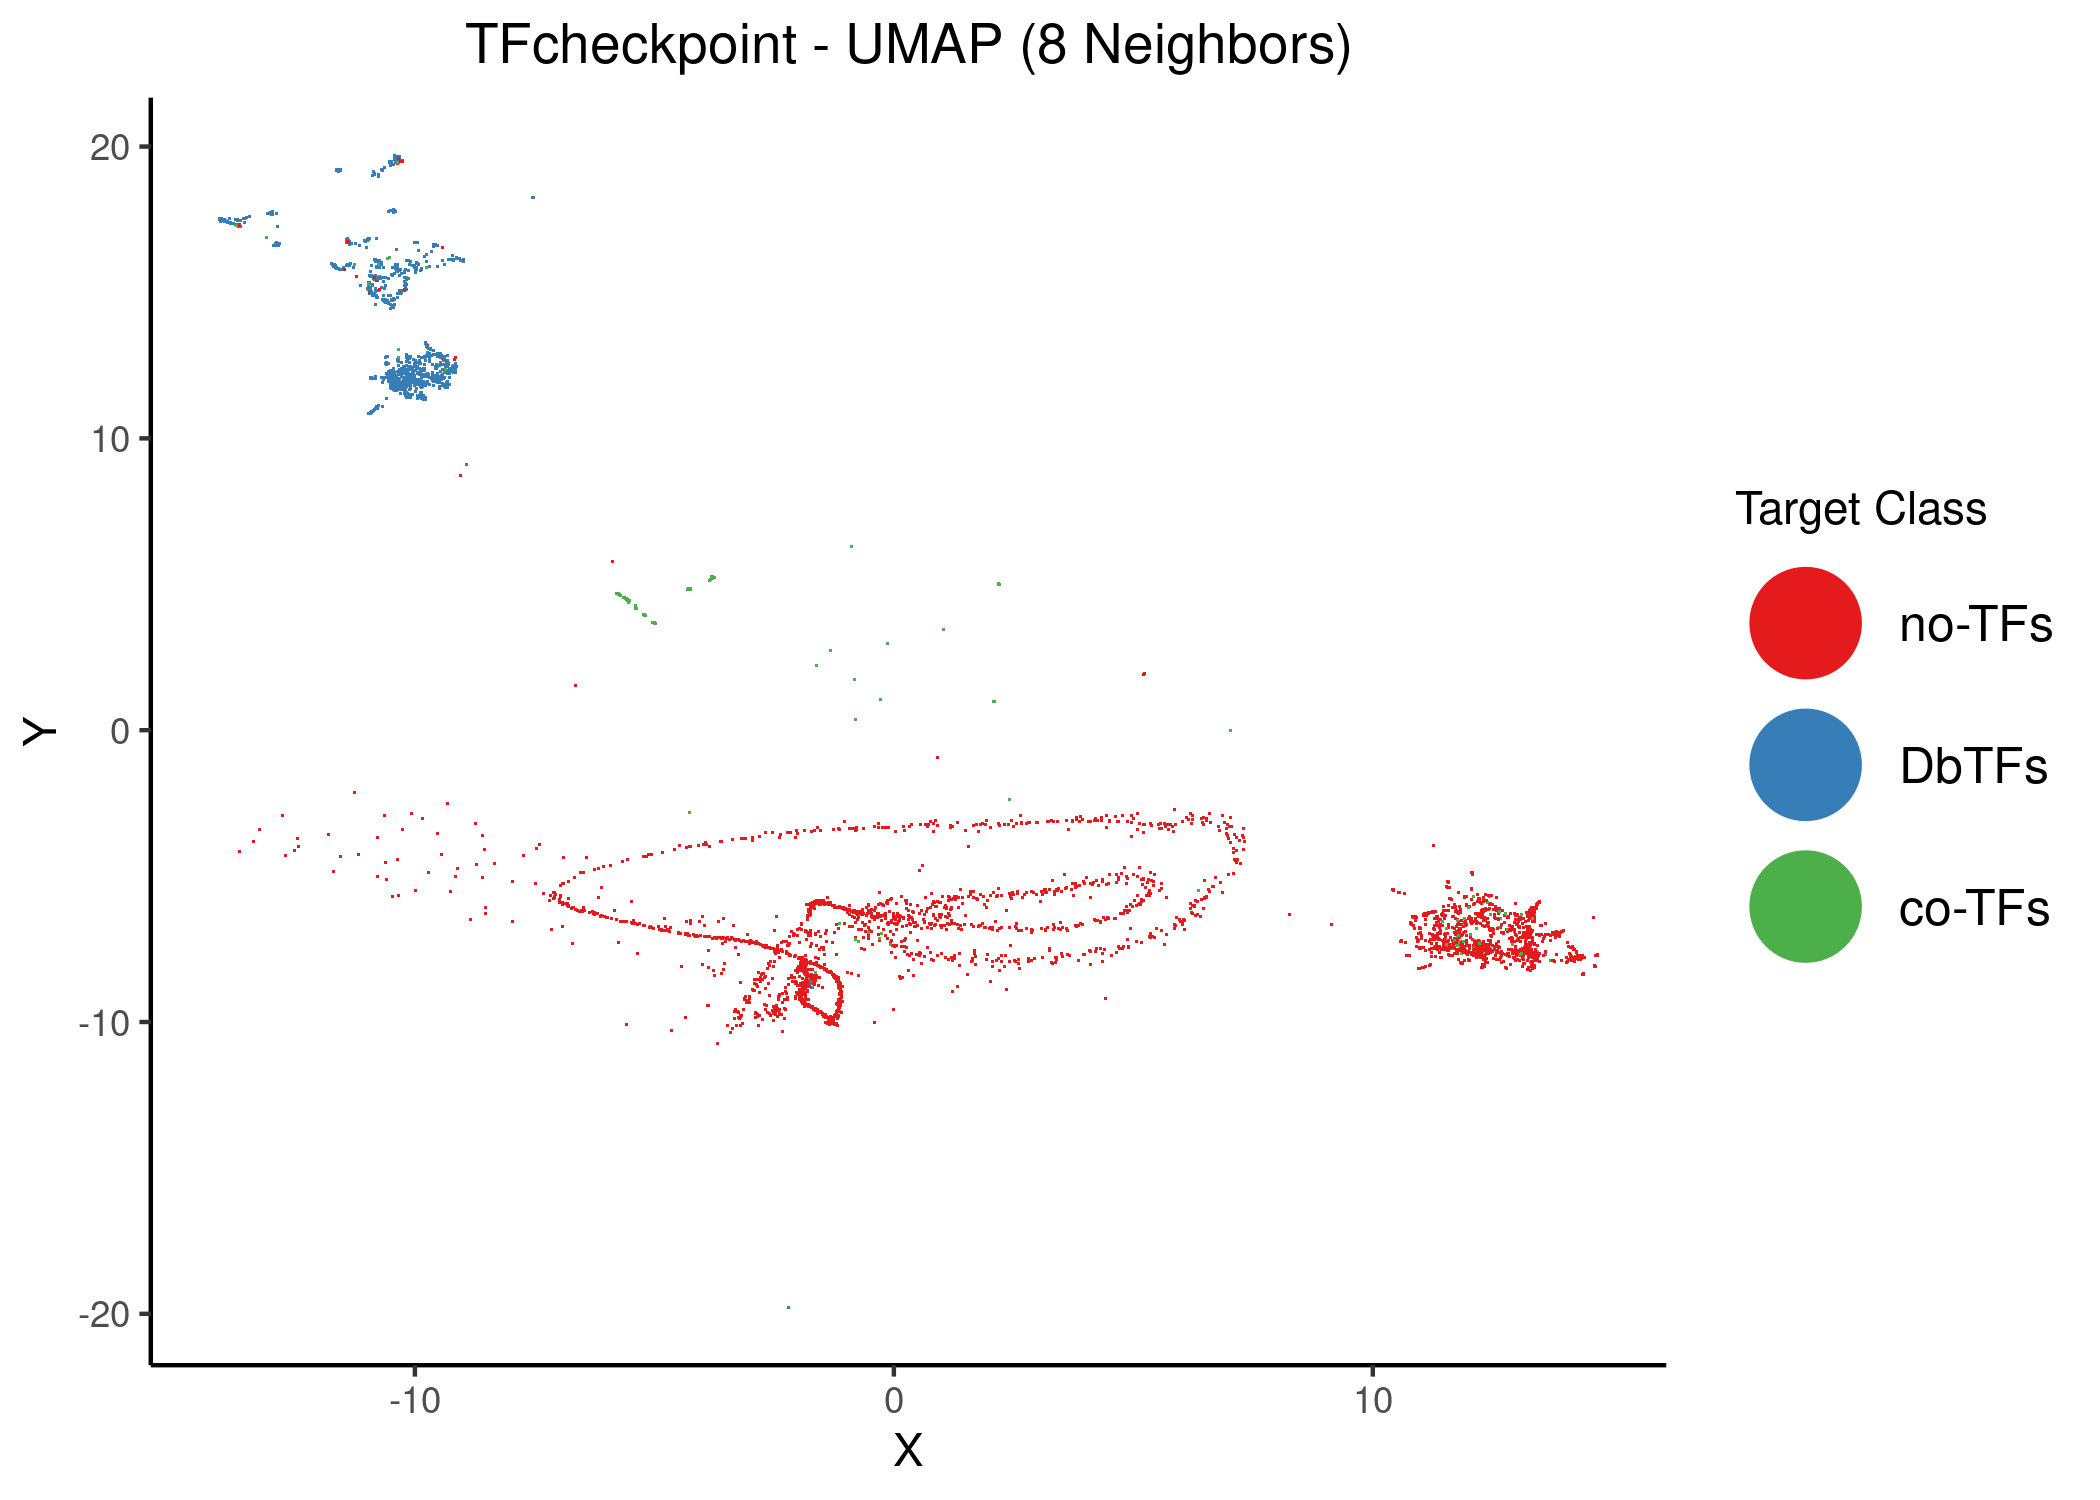 TFcheckpoint - UMAP (8 Neighbors)
20
10
0
-10
-20
Y
-10 0 10
X
Target Class
no-TFs
DbTFs
co-TFs